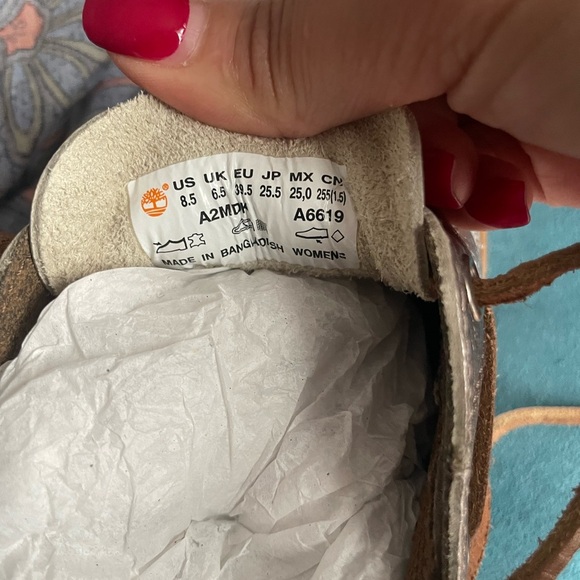 US UK EU JP MX CN
8.5 6.5 39.5 25.5 25,0 255(1.5)
A6619
MADE IN BANGLADESH WOMEN=